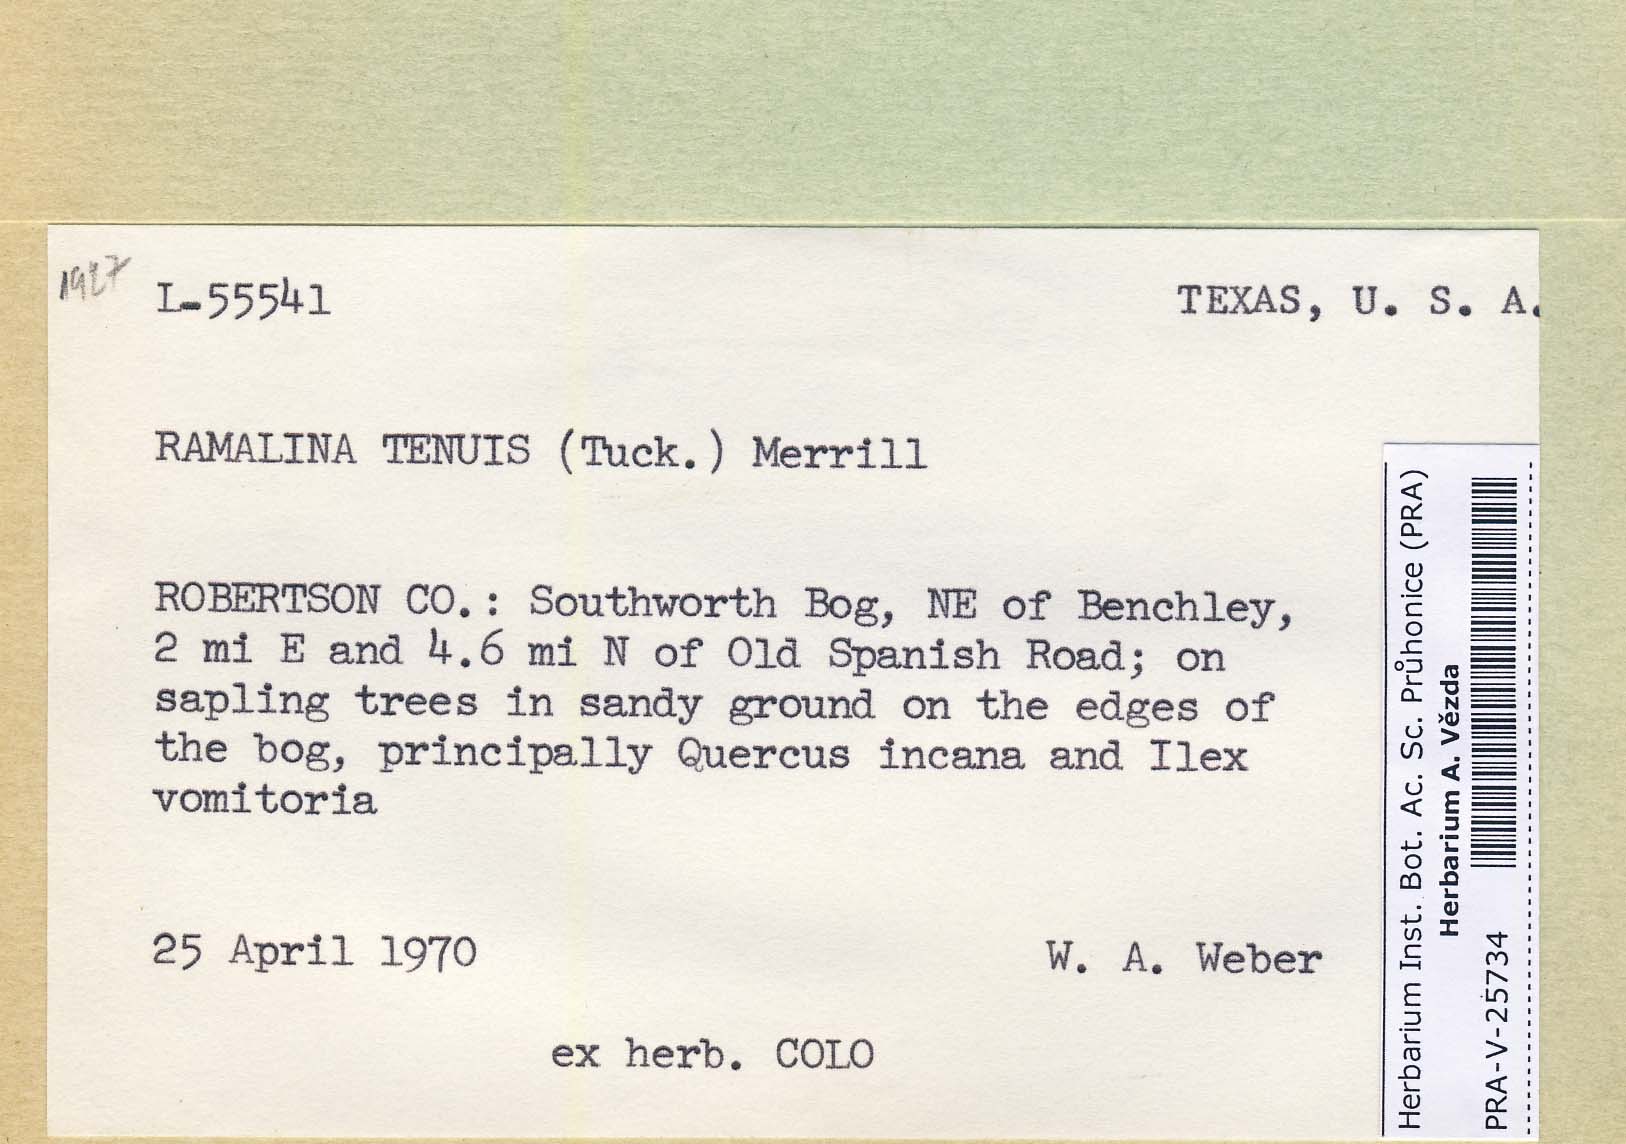 1927
L-55541
TEXAS, U. S. A.
RAMALINA TENUIS (Tuck.) Merrill
ROBERTSON CO.: Southworth Bog, NE of Benchley,
2 mi E and 4.6 mi N of Old Spanish Road; on
sapling trees in sandy ground on the edges of
the bog, principally Quercus incana and Ilex
vomitoria
25 April 1970
W. A. Weber
ex herb. COLO
Herbarium Inst. Bot. Ac. Sc. Průhonice (PRA)
Herbarium A. Vězda
PRA-V-25734